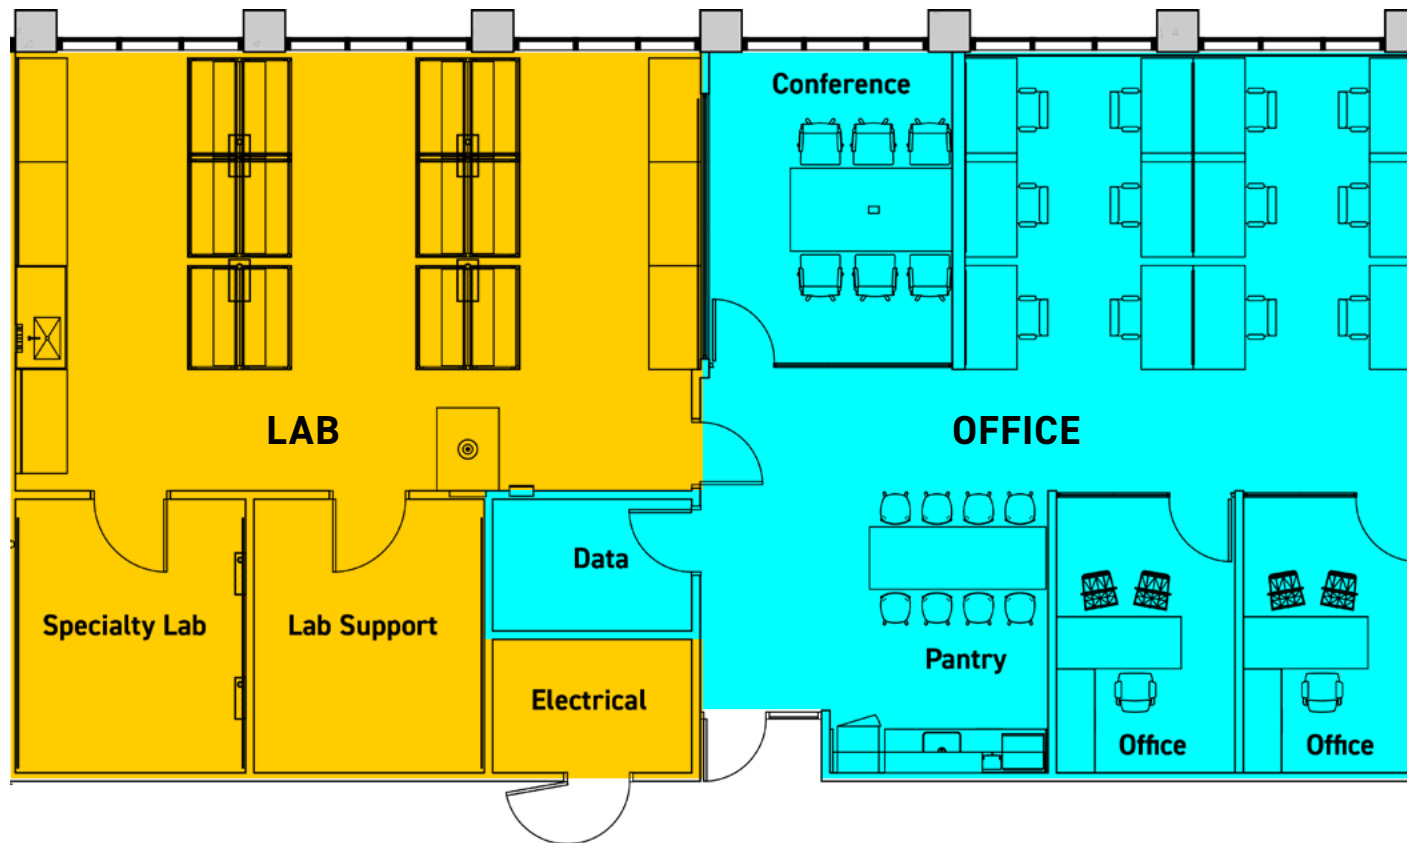 Conference
LAB
OFFICE
Data
Specialty Lab
Lab Support
Pantry
Electrical
Office
Office